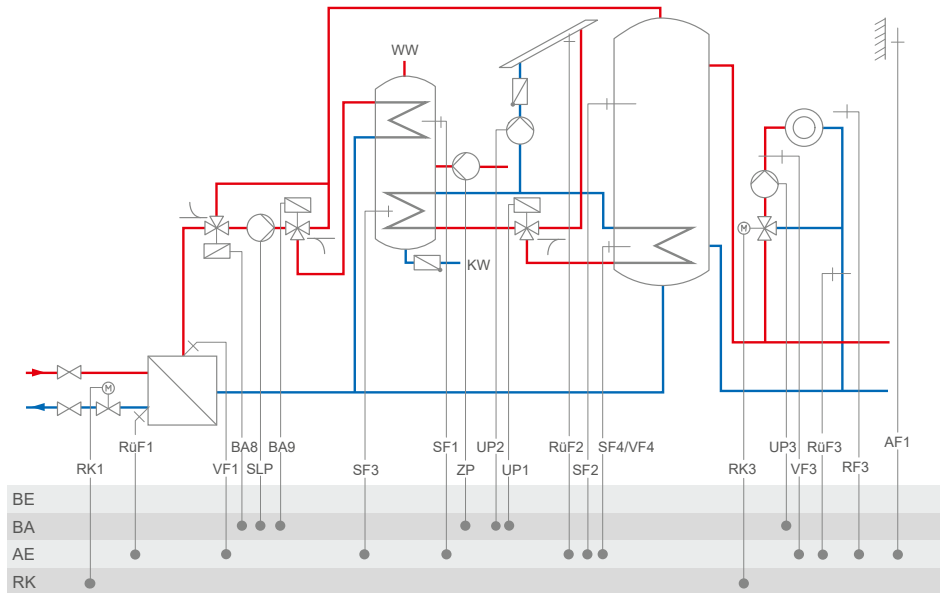 WW
KW
M
M
RüF1
BA8
BA9
SF1
UP2
RüF2
SF4/VF4
UP3
RüF3
AF1
RK1
VF1
SLP
SF3
ZP
UP1
SF2
RK3
VF3
RF3
BE
BA
AE
RK